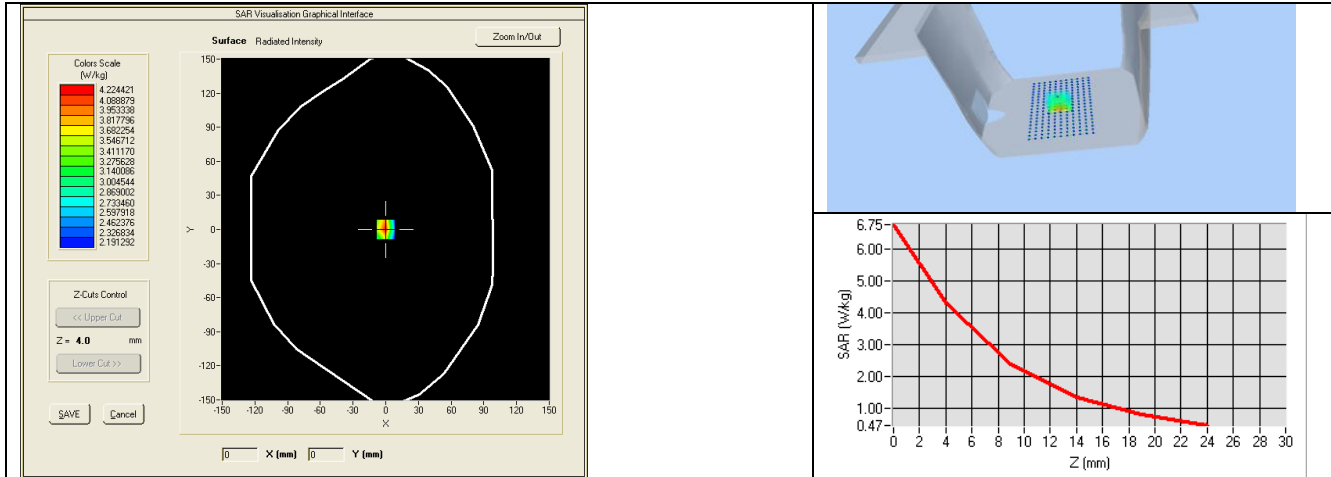 SAR Visualisation Graphical Interface
Surface Radiated Intensity
Zoom In/Out
Colors Scale
(W/kg)
4.224421
4.088879
3.953338
3.817796
3.682254
3.546712
3.411170
3.275628
3.140086
3.004544
2.869002
2.733460
2.597918
2.462376
2.326834
2.191292
Z-Cuts Control
<< Upper Cut
Z = 4.0 mm
Lower Cut >>
SAVE Cancel
150
120
90
60
30
0
-30
-60
-90
-120
-150
Y
-150 -120 -90 -60 -30 0 30 60 90 120 150
X
0 X (mm) 0 Y (mm)
6.75
6.00
5.00
4.00
3.00
2.00
1.00
0.47
SAR (W/kg)
0 2 4 6 8 10 12 14 16 18 20 22 24 26 28 30
Z (mm)